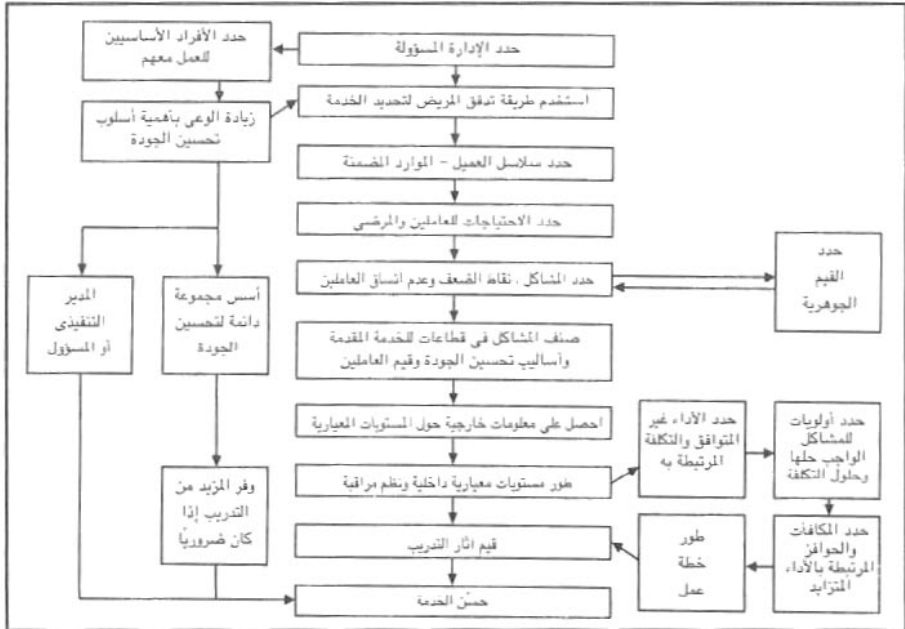 حدد الإدارة المسؤولة
حدد الأفراد الأساسيين
للعمل معهم
استخدم طريقة تدفق المريض لتحديد الخدمة
زيادة الوعي بأهمية أسلوب
تحسين الجودة
حدد سلاسل العميل – الموارد المضمنة
حدد الاحتياجات للعاملين والمرضى
حدد المشاكل ، نقاط الضعف وعدم اتساق العاملين
حدد
القيم
الجوهرية
المدير
التنفيذى
أو المسؤول
أسس مجموعة
دائمة لتحسين
الجودة
صنف المشاكل فى قطاعات للخدمة المقدمة
وأساليب تحسين الجودة وقيم العاملين
احصل على معلومات خارجية حول المستويات المعيارية
طور مستويات معيارية داخلية ونظم مراقبة
حدد الأداء غير
المتوافق والتكلفة
المرتبطة به
حدد أولويات
للمشاكل
الواجب حلها
وحلول التكلفة
حدد المكافآت
والحوافز
المرتبطة بالأداء
المتزايد
طور
خطة
عمل
وفر المزيد من
التدريب إذا
كان ضروريًا
قيم اثار التدريب
حسّن الخدمة